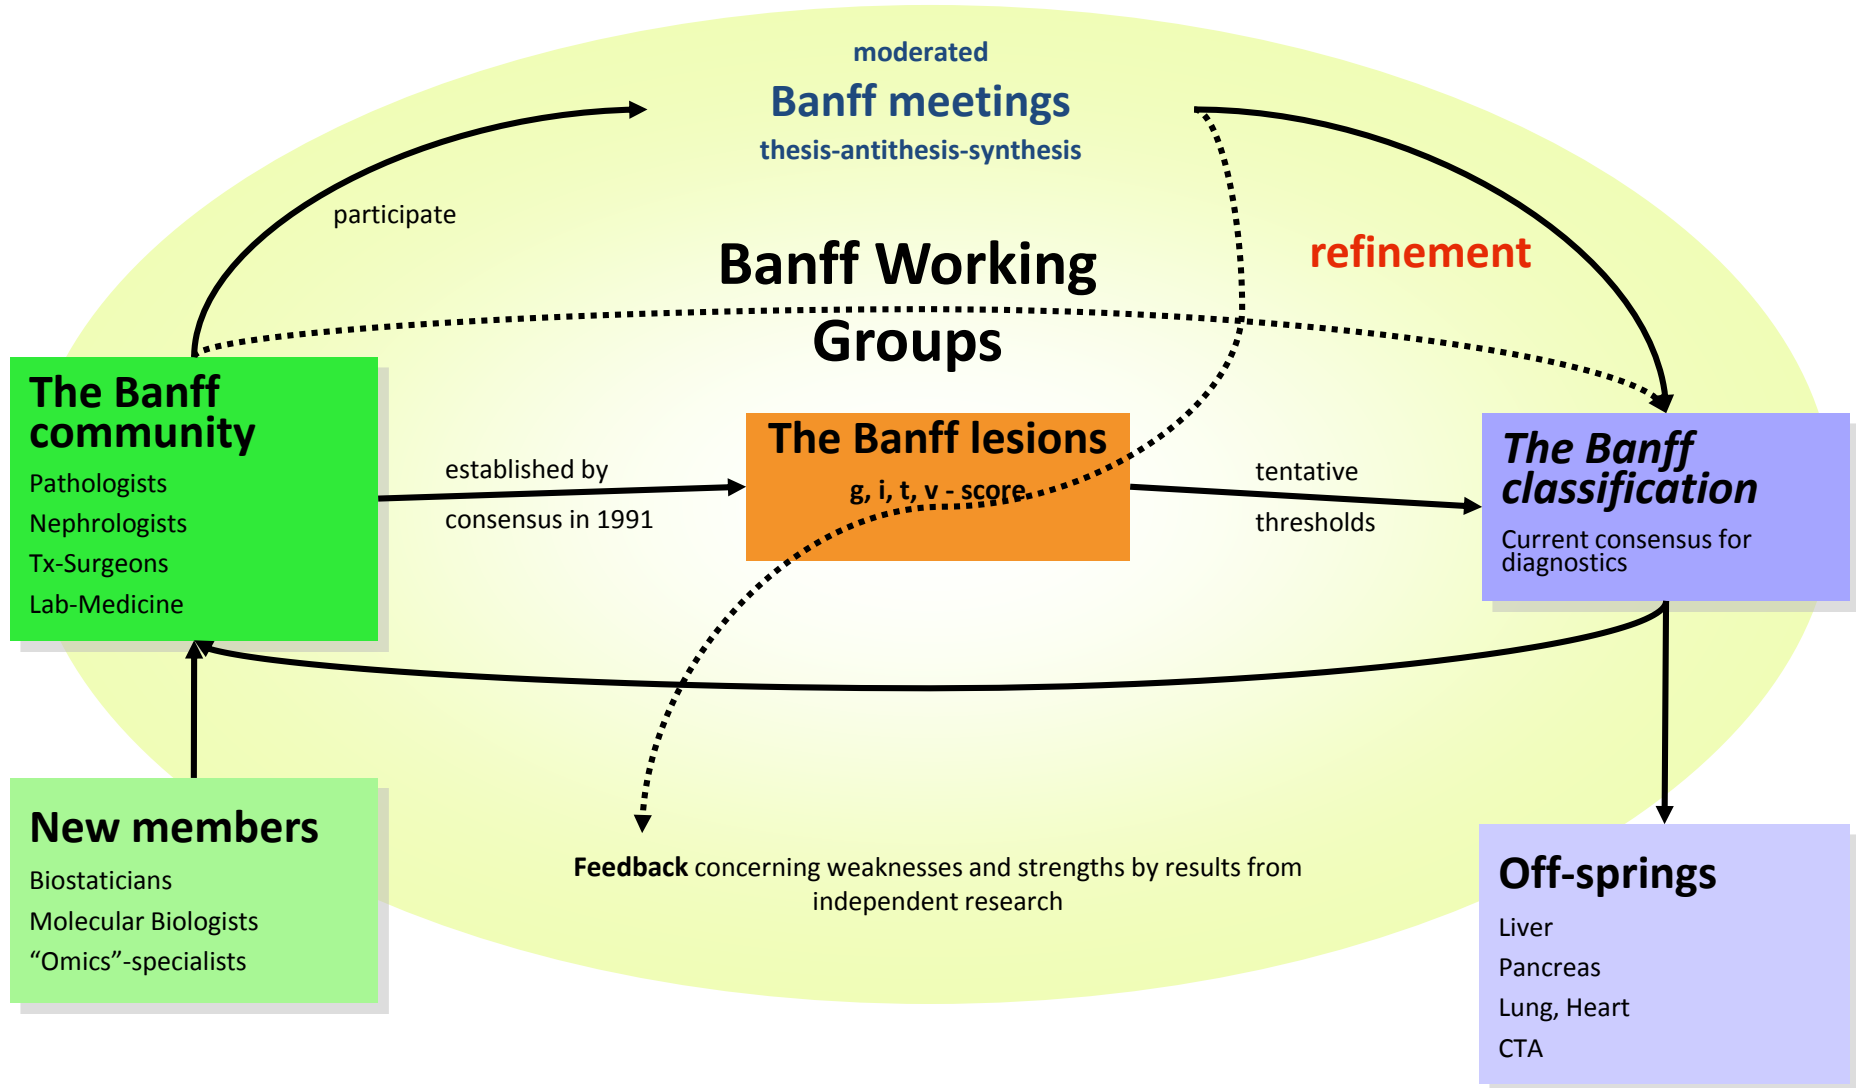 moderated
Banff meetings
thesis-antithesis-synthesis
participate
refinement
Banff Working
Groups
The Banff
community
Pathologists
Nephrologists
Tx-Surgeons
Lab-Medicine
established by
consensus in 1991
The Banff lesions
g, i, t, v - score
tentative
thresholds
The Banff
classification
Current consensus for
diagnostics
New members
Biostaticians
Molecular Biologists
“Omics”-specialists
Feedback concerning weaknesses and strengths by results from
independent research
Off-springs
Liver
Pancreas
Lung, Heart
CTA